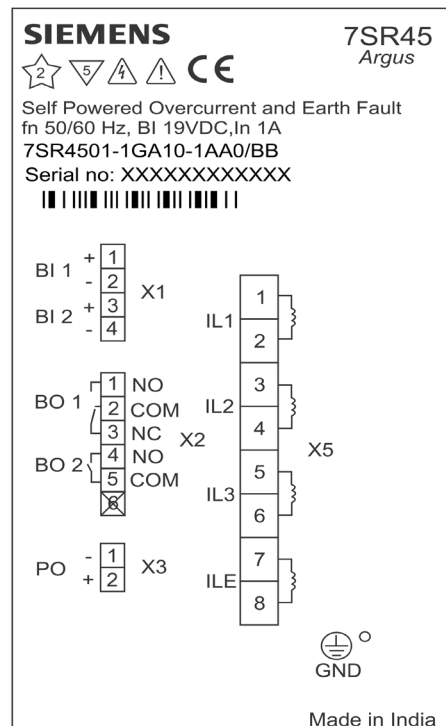 SIEMENS
7SR45
Argus
2 5
Self Powered Overcurrent and Earth Fault
fn 50/60 Hz, BI 19VDC,In 1A
7SR4501-1GA10-1AA0/BB
Serial no: XXXXXXXXXXXX
BI 1 + 1
- 2
X1
BI 2 + 3
- 4
BO 1
1 NO
2 COM
3 NC
X2
BO 2
4 NO
5 COM
6
PO - 1
+ 2
X3
IL1
1
2
IL2
3
4
X5
IL3
5
6
ILE
7
8
GND
Made in India